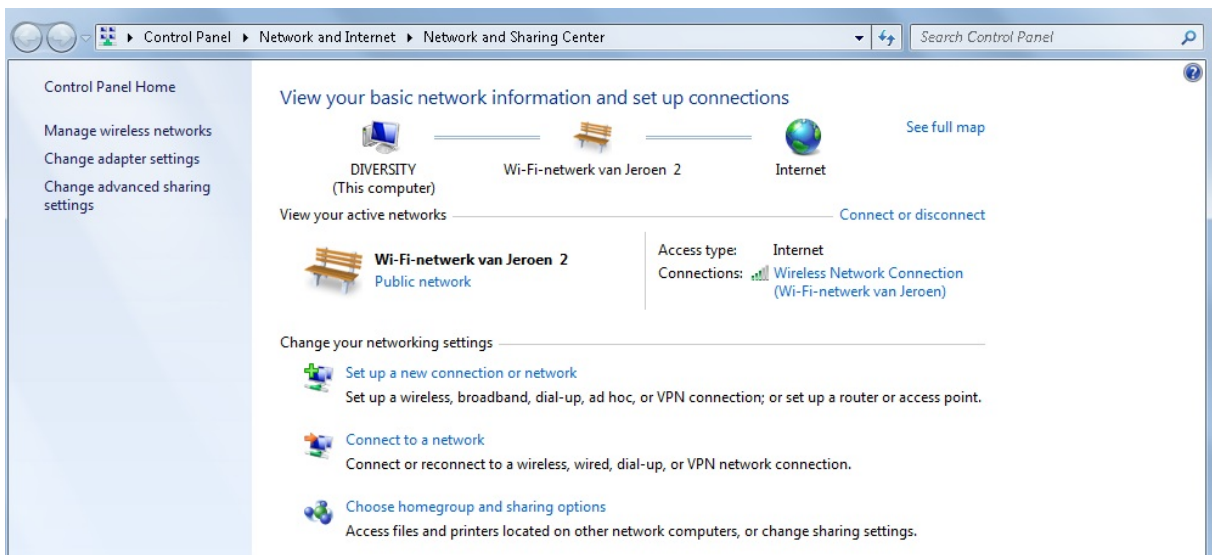 Control Panel ▸ Network and Internet ▸ Network and Sharing Center
Search Control Panel
Control Panel Home
Manage wireless networks
Change adapter settings
Change advanced sharing
settings
View your basic network information and set up connections
See full map
DIVERSITY
(This computer)
Wi-Fi-netwerk van Jeroen 2
Internet
View your active networks
Connect or disconnect
Wi-Fi-netwerk van Jeroen 2
Public network
Access type: Internet
Connections: Wireless Network Connection
(Wi-Fi-netwerk van Jeroen)
Change your networking settings
Set up a new connection or network
Set up a wireless, broadband, dial-up, ad hoc, or VPN connection; or set up a router or access point.
Connect to a network
Connect or reconnect to a wireless, wired, dial-up, or VPN network connection.
Choose homegroup and sharing options
Access files and printers located on other network computers, or change sharing settings.